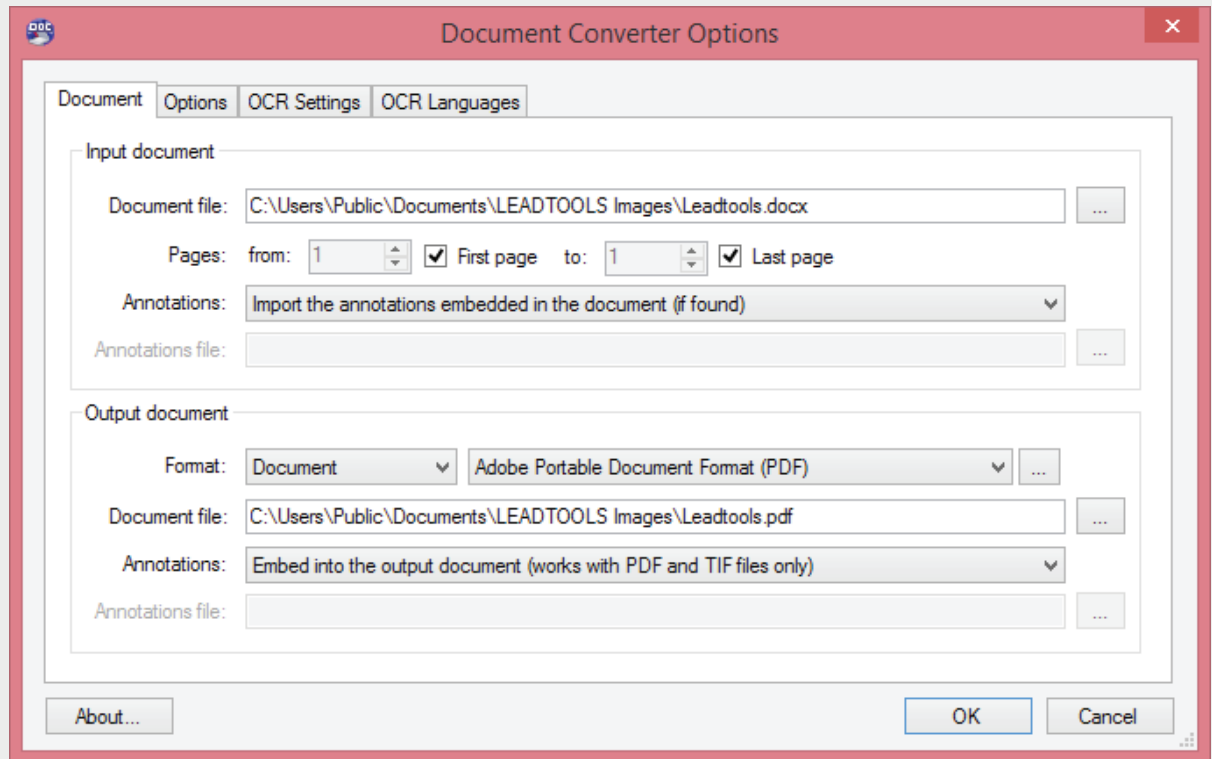 DOC
Document Converter Options
Document Options OCR Settings OCR Languages
Input document
Document file: C:\Users\Public\Documents\LEADTOOLS Images\Leadtools.docx ...
Pages: from: 1 First page to: 1 Last page
Annotations: Import the annotations embedded in the document (if found)
Annotations file: ...
Output document
Format: Document Adobe Portable Document Format (PDF) ...
Document file: C:\Users\Public\Documents\LEADTOOLS Images\Leadtools.pdf ...
Annotations: Embed into the output document (works with PDF and TIF files only)
Annotations file: ...
About... OK Cancel